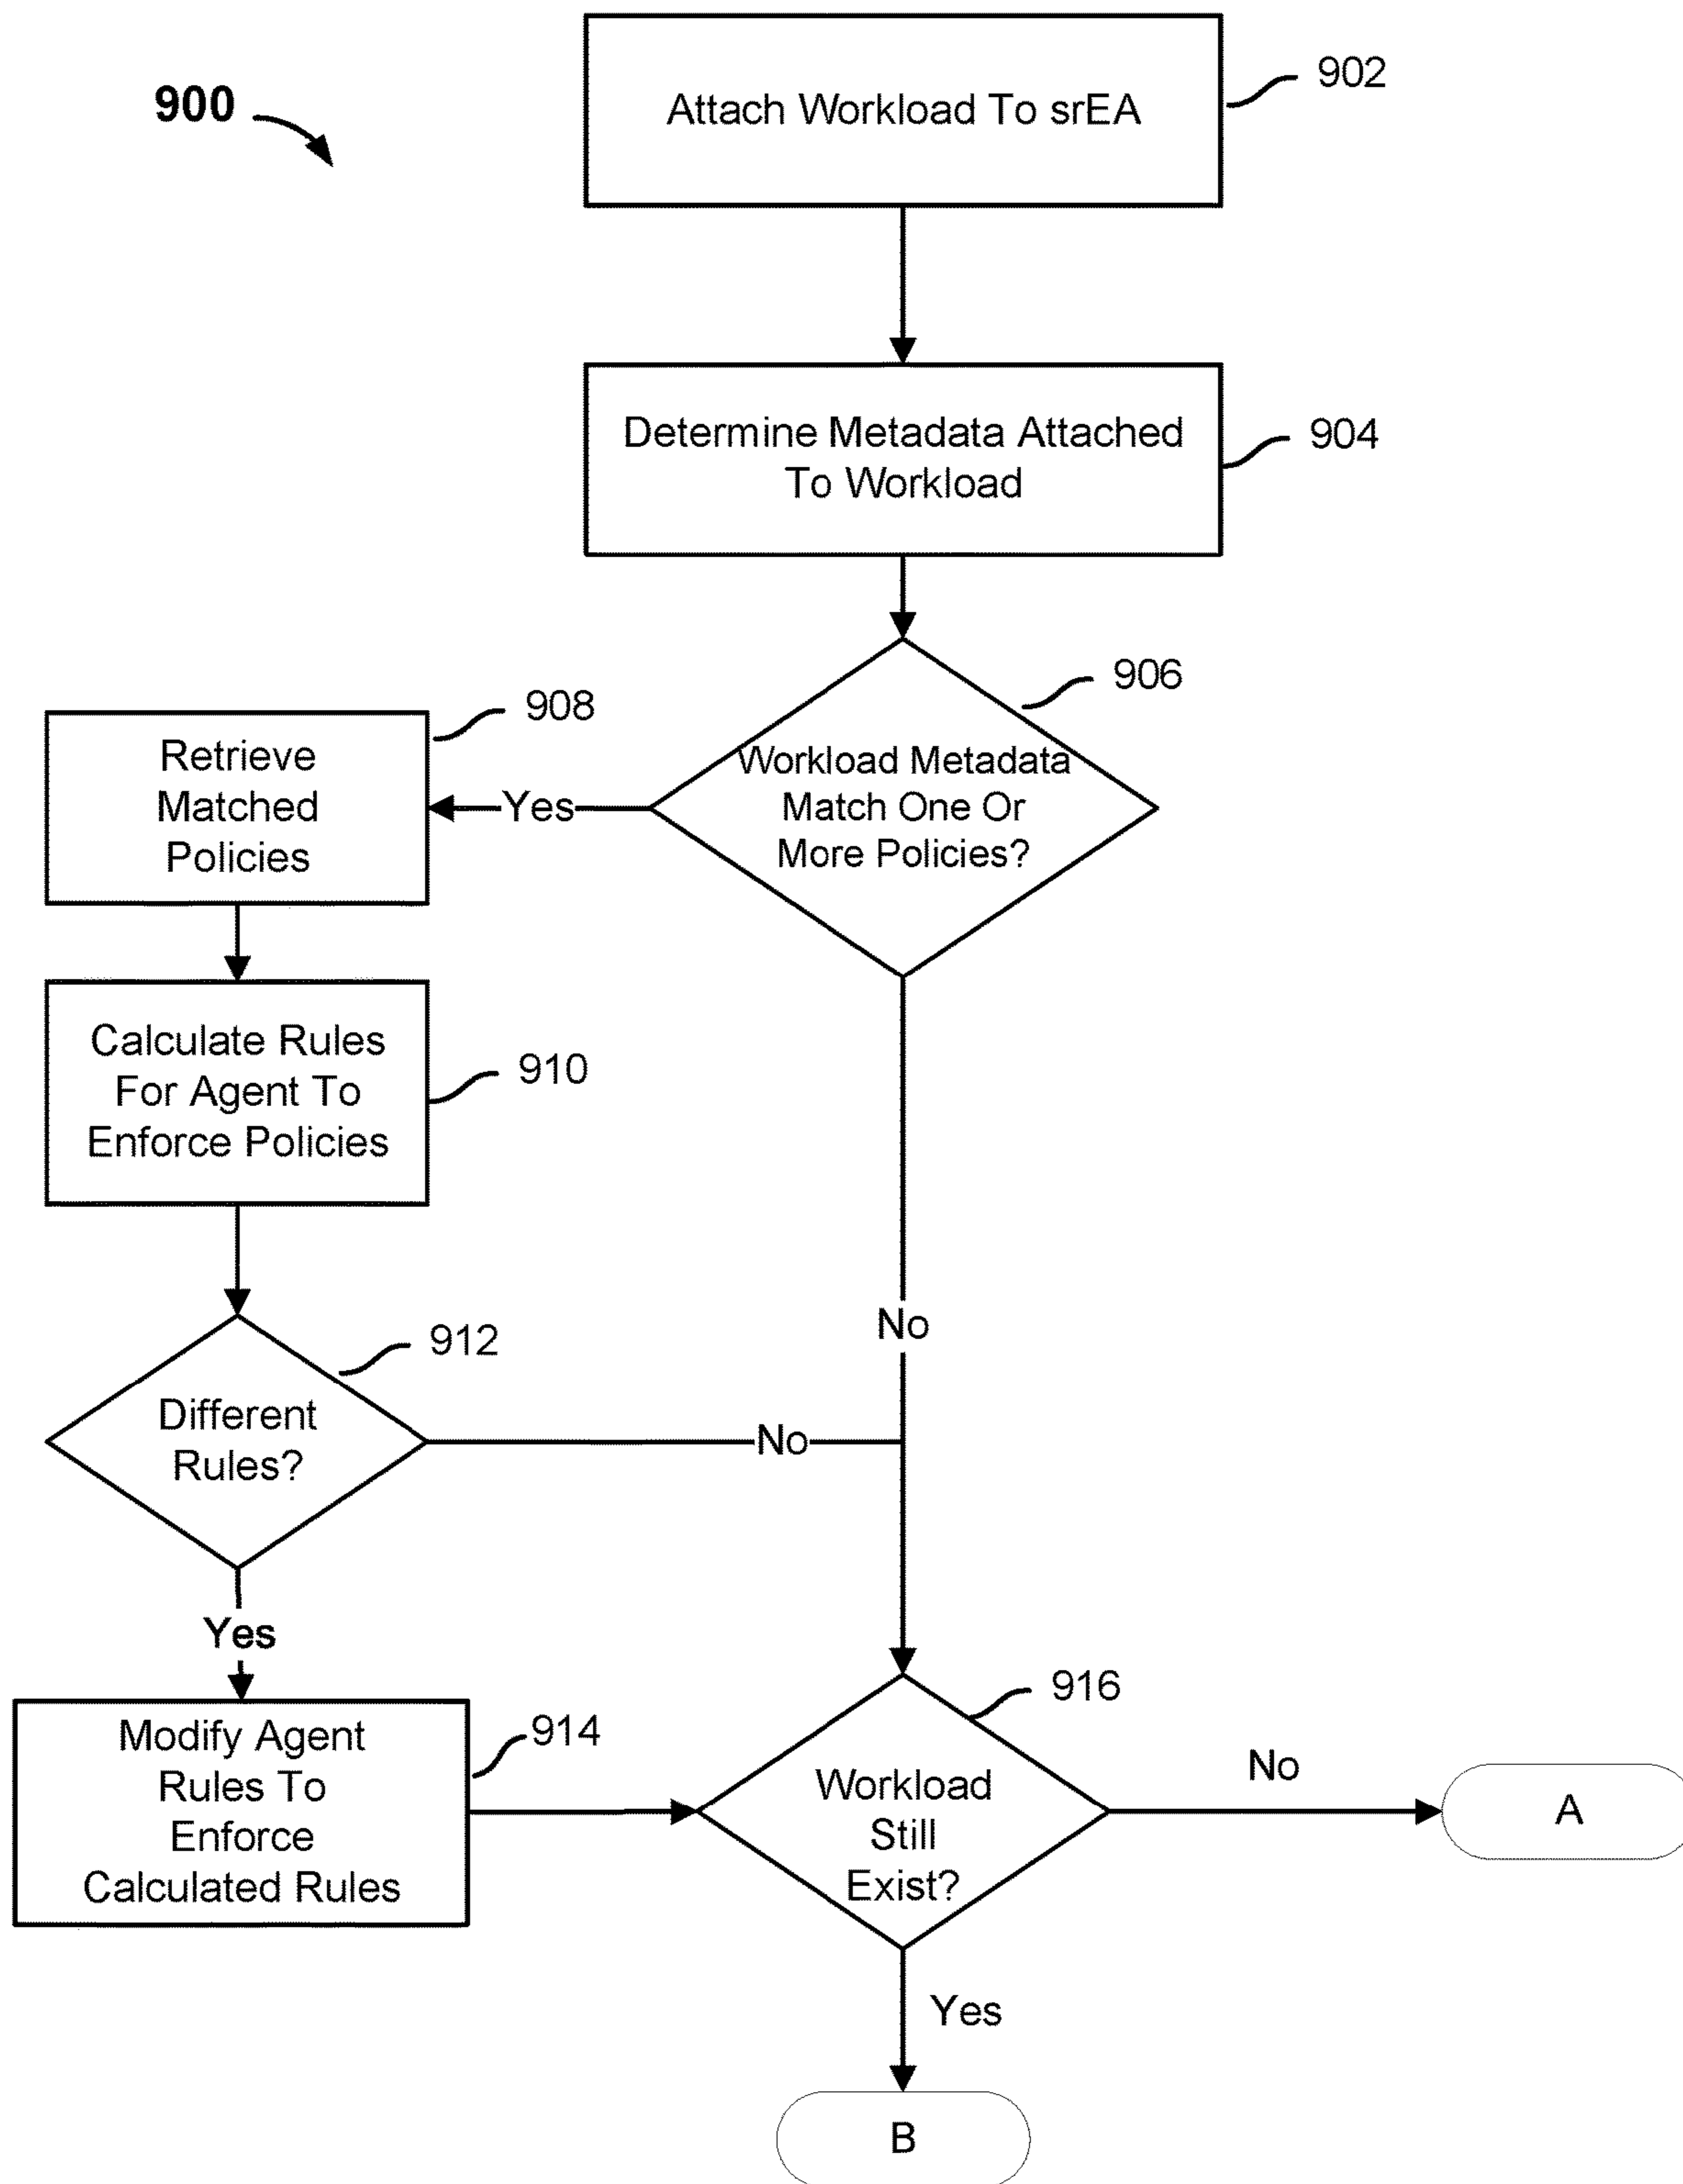 900
Attach Workload To srEA
902
Determine Metadata Attached
To Workload
904
Workload Metadata
Match One Or
More Policies?
906
Yes
Retrieve
Matched
Policies
908
Calculate Rules
For Agent To
Enforce Policies
910
No
Different
Rules?
912
No
Yes
Modify Agent
Rules To
Enforce
Calculated Rules
914
Workload
Still
Exist?
916
No
A
Yes
B